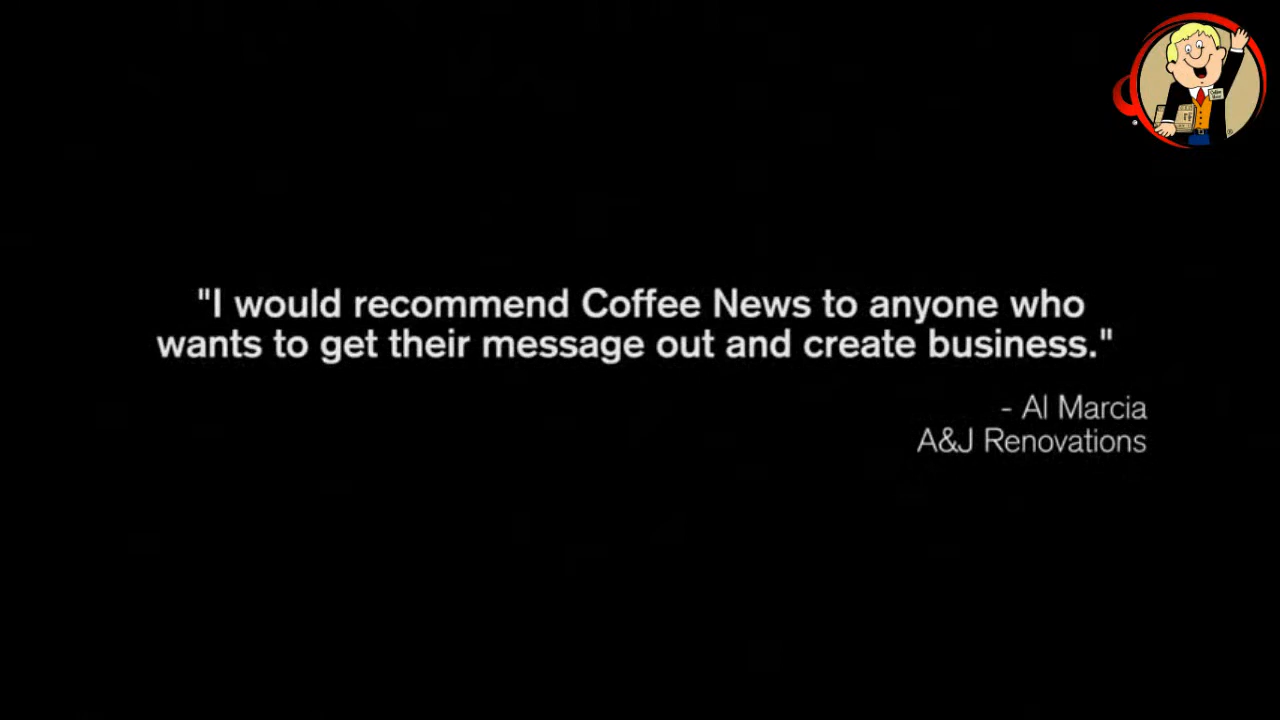 "I would recommend Coffee News to anyone who
wants to get their message out and create business."
- Al Marcia
A&J Renovations